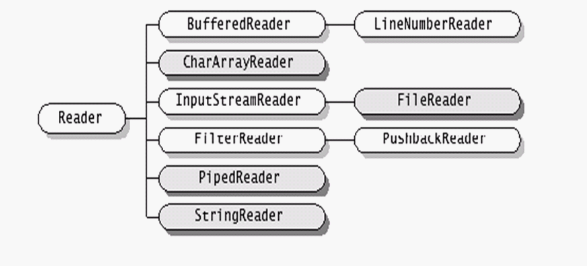 BufferedReader
LineNumberReader
CharArrayReader
InputStreamReader
FileReader
Reader
FilterReader
PushbackReader
PipedReader
StringReader